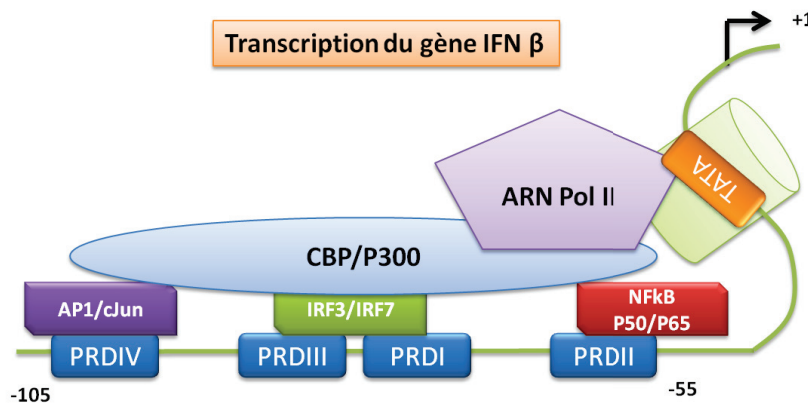 +1
Transcription du gène IFN β
TATA
ARN Pol II
CBP/P300
AP1/cJun
IRF3/IRF7
NFkB
P50/P65
PRDIV
PRDIII
PRDI
PRDII
-105
-55